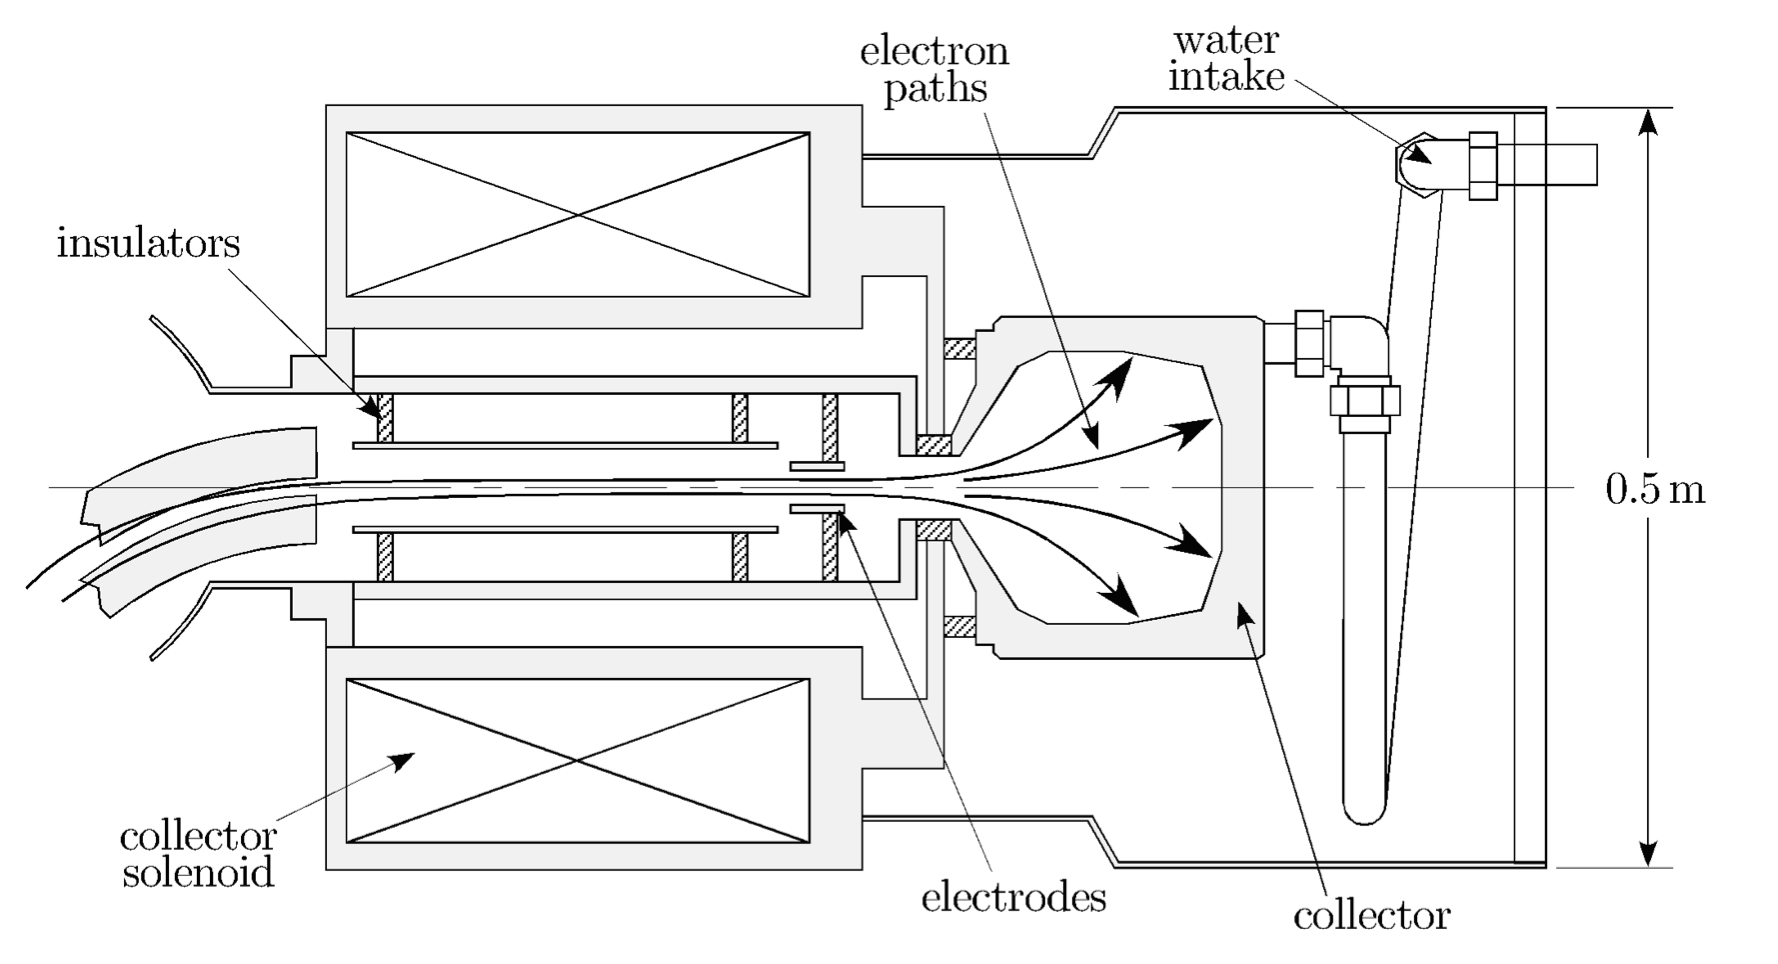 electron
paths
water
intake
insulators
0.5 m
collector
solenoid
electrodes
collector